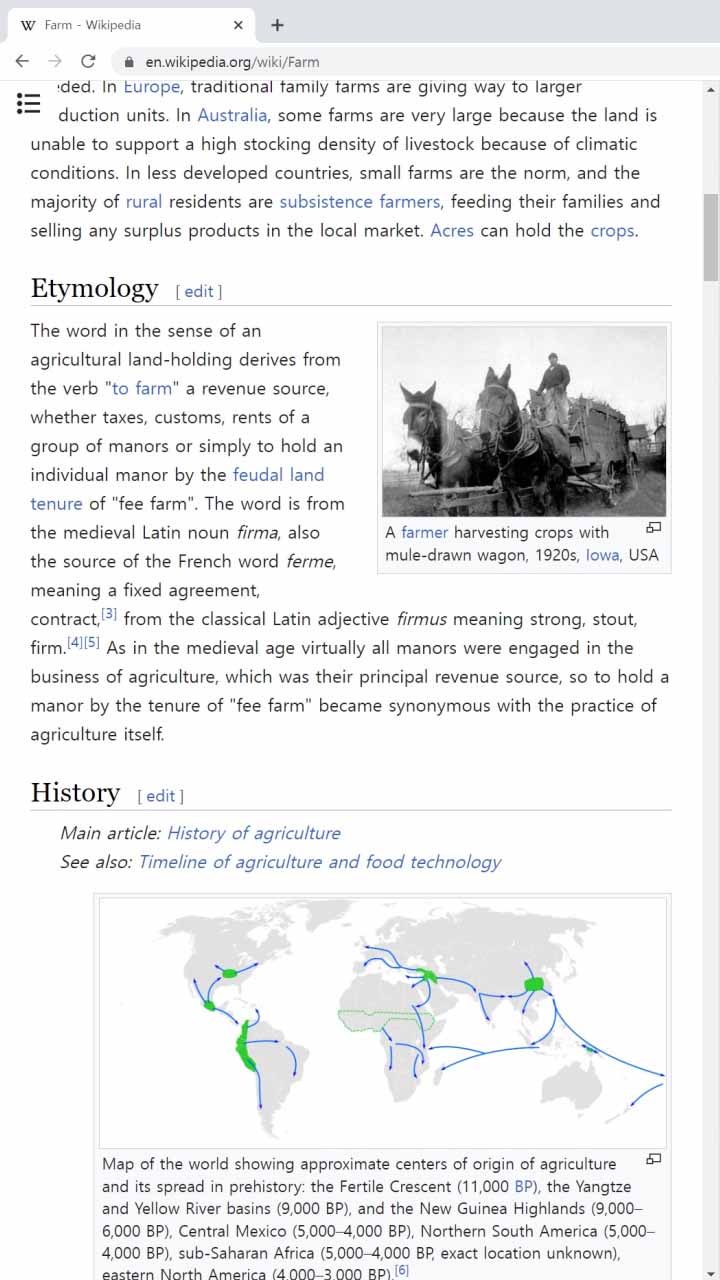 Farm - Wikipedia
en.wikipedia.org/wiki/Farm
ded. In Europe, traditional family farms are giving way to larger
duction units. In Australia, some farms are very large because the land is
unable to support a high stocking density of livestock because of climatic
conditions. In less developed countries, small farms are the norm, and the
majority of rural residents are subsistence farmers, feeding their families and
selling any surplus products in the local market. Acres can hold the crops.
Etymology [ edit ]
The word in the sense of an
agricultural land-holding derives from
the verb "to farm" a revenue source,
whether taxes, customs, rents of a
group of manors or simply to hold an
individual manor by the feudal land
tenure of "fee farm". The word is from
the medieval Latin noun firma, also
the source of the French word ferme,
meaning a fixed agreement,
contract,[3] from the classical Latin adjective firmus meaning strong, stout,
firm.[4][5] As in the medieval age virtually all manors were engaged in the
business of agriculture, which was their principal revenue source, so to hold a
manor by the tenure of "fee farm" became synonymous with the practice of
agriculture itself.
A farmer harvesting crops with
mule-drawn wagon, 1920s, Iowa, USA
History [ edit ]
Main article: History of agriculture
See also: Timeline of agriculture and food technology
Map of the world showing approximate centers of origin of agriculture
and its spread in prehistory: the Fertile Crescent (11,000 BP), the Yangtze
and Yellow River basins (9,000 BP), and the New Guinea Highlands (9,000–
6,000 BP), Central Mexico (5,000–4,000 BP), Northern South America (5,000–
4,000 BP), sub-Saharan Africa (5,000–4,000 BP, exact location unknown),
eastern North America (4,000–3,000 BP).[6]